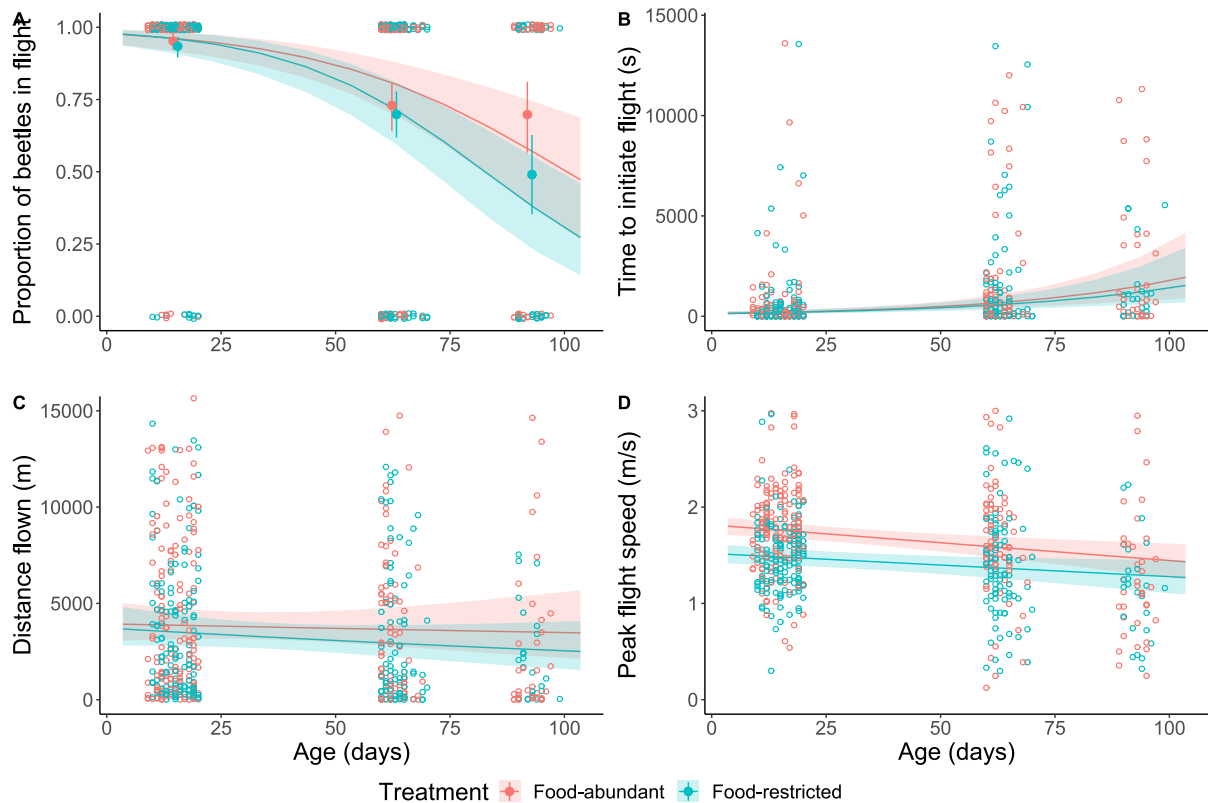 A
Proportion of beetles in flight
1.00
0.75
0.50
0.25
0.00
0 25 50 75 100
B
Time to initiate flight (s)
15000
10000
5000
0
0 25 50 75 100
C
Distance flown (m)
15000
10000
5000
0
0 25 50 75 100
Age (days)
D
Peak flight speed (m/s)
3
2
1
0
0 25 50 75 100
Age (days)
Treatment Food-abundant Food-restricted